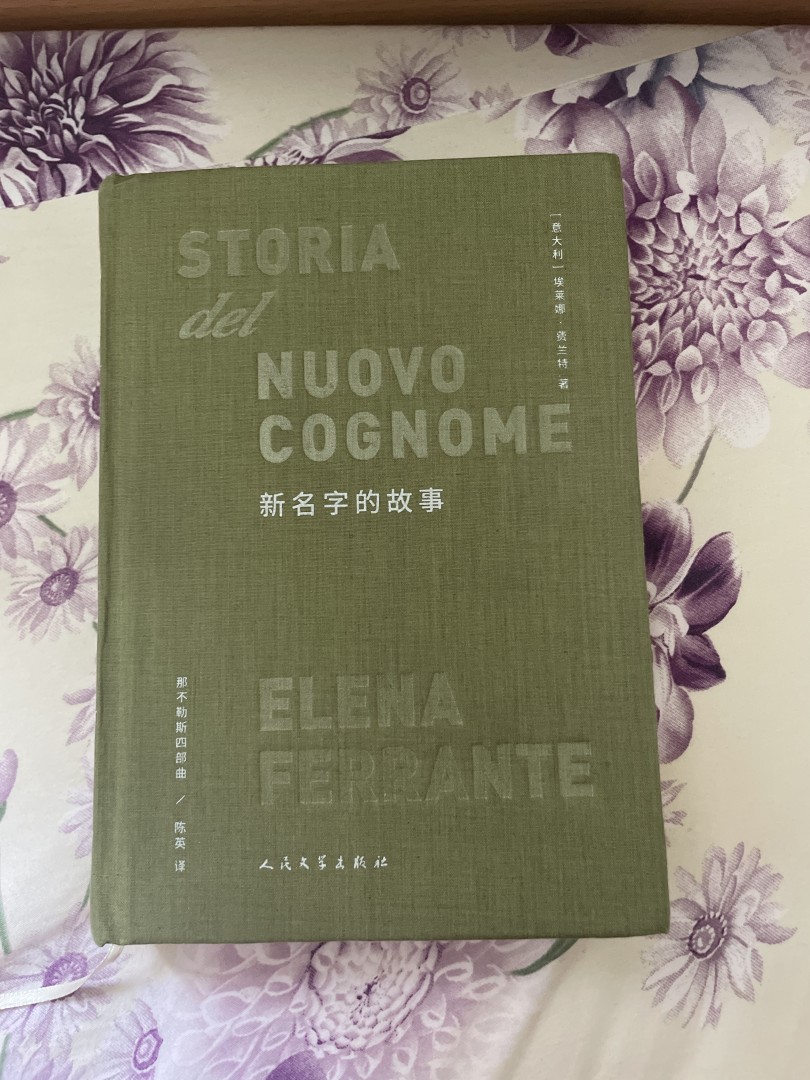 STORIA
del
NUOVO
COGNOME
[意大利] 埃莱娜·费兰特 著
新名字的故事
ELENA
FERRANTE
那不勒斯四部曲 / 陈英 译
人民文学出版社